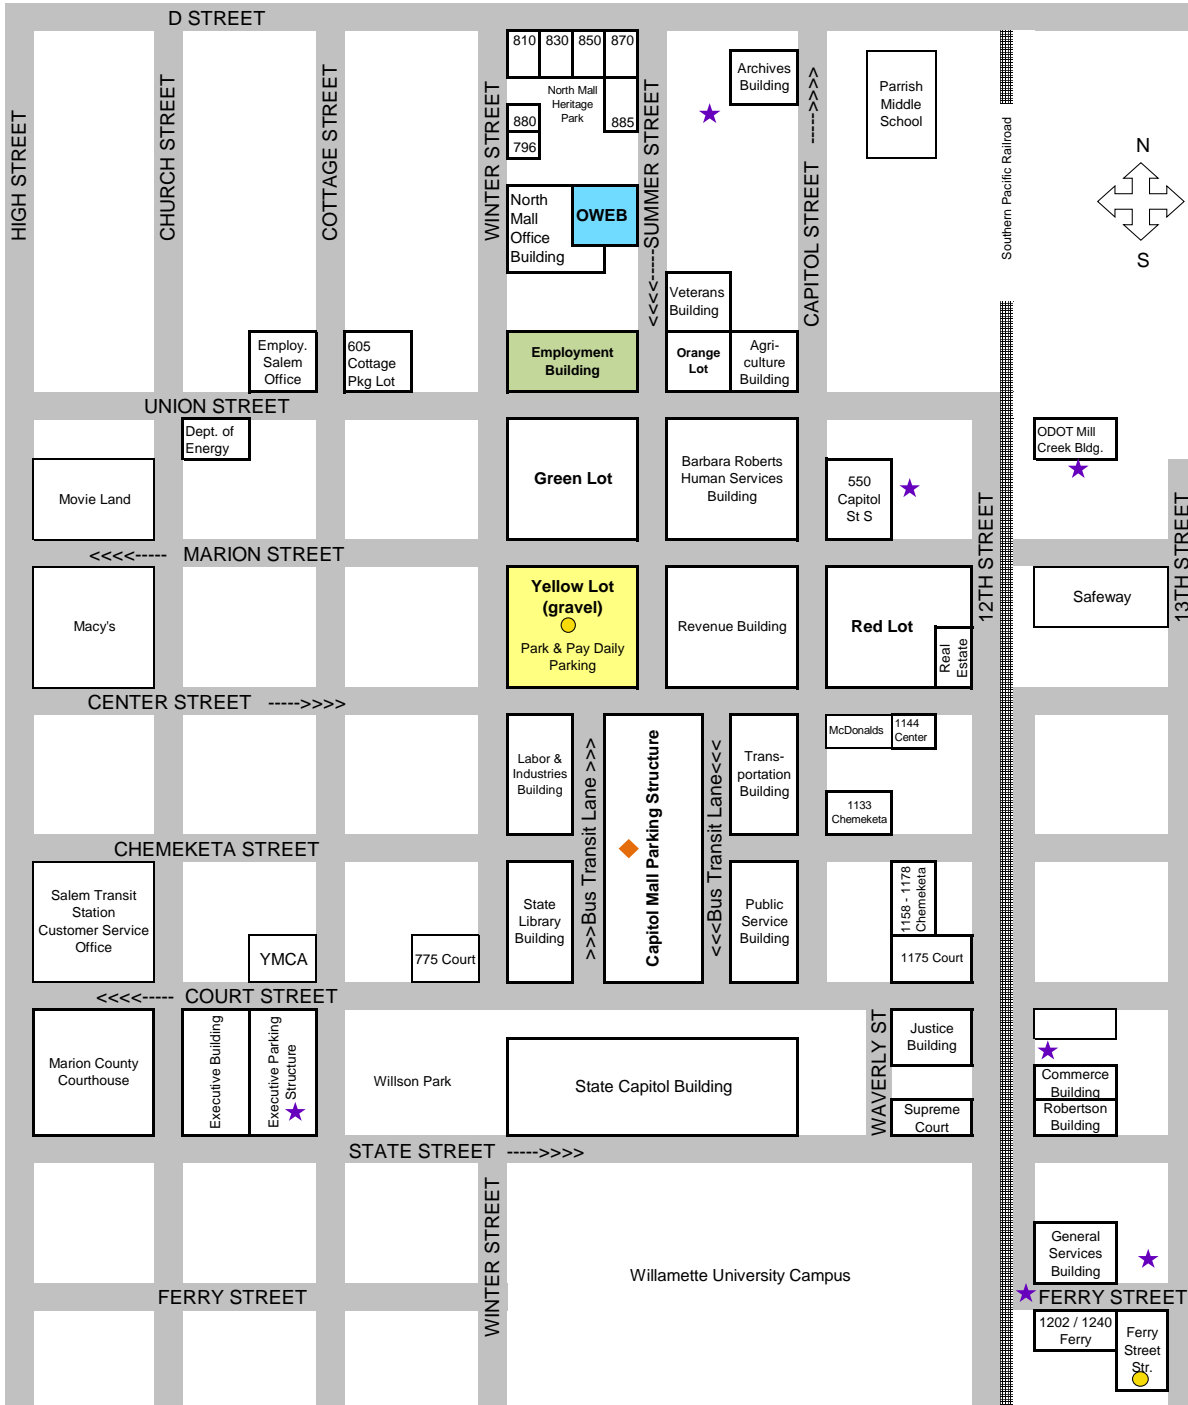 D STREET
HIGH STREET
CHURCH STREET
COTTAGE STREET
WINTER STREET
<<<<-----SUMMER STREET
CAPITOL STREET ----->>>>
Southern Pacific Railroad
810
830
850
870
North Mall
Heritage
Park
880
885
796
Archives
Building
Parrish
Middle
School
N
S
North
Mall
Office
Building
OWEB
Veterans
Building
Employ.
Salem
Office
605
Cottage
Pkg Lot
Employment
Building
Orange
Lot
Agri-
culture
Building
UNION STREET
Dept. of
Energy
ODOT Mill
Creek Bldg.
Movie Land
Green Lot
Barbara Roberts
Human Services
Building
550
Capitol
St S
12TH STREET
13TH STREET
<<<<----- MARION STREET
Macy's
Yellow Lot
(gravel)
Park & Pay Daily
Parking
Revenue Building
Red Lot
Real
Estate
Safeway
CENTER STREET ----->>>>
Labor &
Industries
Building
>>>Bus Transit Lane >>>
Capitol Mall Parking Structure
<<<Bus Transit Lane<<<
Trans-
portation
Building
McDonalds
1144
Center
1133
Chemeketa
CHEMEKETA STREET
Salem Transit
Station
Customer Service
Office
YMCA
775 Court
State
Library
Building
Public
Service
Building
1158 - 1178
Chemeketa
1175 Court
<<<<----- COURT STREET
Marion County
Courthouse
Executive Building
Executive Parking
Structure
Willson Park
State Capitol Building
WAVERLY ST
Justice
Building
Supreme
Court
Commerce
Building
Robertson
Building
STATE STREET ----->>>>
WINTER STREET
Willamette University Campus
General
Services
Building
FERRY STREET
FERRY STREET
1202 / 1240
Ferry
Ferry
Street
Str.